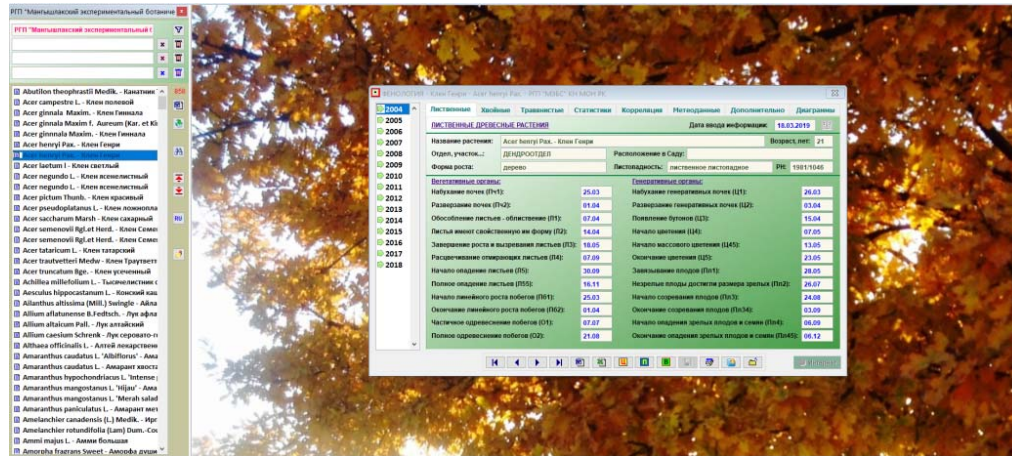 РГП "Мангышлакский экспериментальный ботаниче
РГП "Мангышлакский экспериментальный б
Abutilon theophrastii Medik. - Канатник
Acer campestre L. - Клен полевой
Acer ginnala Maxim. - Клен Гиннала
Acer ginnala Maxim f. Aureum (Kar. et Ki
Acer ginnnala Maxim. - Клен Гиннала
Acer henryi Pax. - Клен Генри
Acer henryi Pax. - Клен Генри
Acer laetum l - Клен светлый
Acer negundo L. - Клен ясенелистный
Acer negundo L. - Клен ясенелистный
Acer pictum Thunb. - Клен красивый
Acer pseudoplatanus L. - Клен ложнопла
Acer saccharum Marsh - Клен сахарный
Acer semenovii Rgl.et Herd. - Клен Семе
Acer semenovii Rgl.et Herd. - Клен Семе
Acer tataricum L. - Клен татарский
Acer trautvetteri Medw - Клен Траутветт
Acer truncatum Bge. - Клен усеченный
Achillea millefolium L. - Тысячелистник о
Aesculus hippocastanum L. - Конский каш
Ailanthus altissima (Mill.) Swingle - Айла
Allium aflatunense B.Fedtsch. - Лук афла
Allium altaicum Pall. - Лук алтайский
Allium caesium Schrenk - Лук серовато-г
Althaea officinalis L. - Алтей лекарствен
Amaranthus caudatus L. 'Albiflorus' - Ама
Amaranthus caudatus L. - Амарант хвоста
Amaranthus hypochondriacus L. 'Intense
Amaranthus mangostanus L. 'Hijau' - Ама
Amaranthus mangostanus L. 'Merah salad
Amaranthus paniculatus L. - Амарант мет
Amelanchier canadensis (L.) Medik. - Ирг
Amelanchier rotundifolia (Lam) Dum.-Cou
Ammi majus L. - Амми большая
Amorpha fragrans Sweet - Аморфа души
858
RU
ФЕНОЛОГИЯ - Клен Генри - Acer henryi Pax. - РГП "МЭБС" КН МОН РК
2004
2005
2006
2007
2008
2009
2010
2011
2012
2013
2014
2015
2016
2017
2018
Лиственные Хвойные Травянистые Статистика Корреляция Метеоданные Дополнительно Диаграммы
ЛИСТВЕННЫЕ ДРЕВЕСНЫЕ РАСТЕНИЯ Дата ввода информации: 18.03.2019
Название растения: Acer henryi Pax. - Клен Генри Возраст, лет: 21
Отдел, участок..: ДЕНДРООТДЕЛ Расположение в Саду:
Форма роста: дерево Листопадность: лиственное листопадное РН: 1981/1046
Вегетативные органы:
Набухание почек (Пч1): 25.03
Разверзание почек (Пч2): 01.04
Обособление листьев - облиствение (Л1): 07.04
Листья имеют свойственную им форму (Л2): 14.04
Завершение роста и вызревания листьев (Л3): 18.05
Расцвечивание отмирающих листьев (Л4): 07.09
Начало опадение листьев (Л5): 30.09
Полное опадение листьев (Л55): 16.11
Начало линейного роста побегов (Пб1): 25.03
Окончание линейного роста побегов (Пб2): 01.04
Частичное одревеснение побегов (О1): 07.07
Полное одревеснение побегов (О2): 21.08
Генеративные органы:
Набухание генеративных почек (Ц1): 26.03
Разверзание генеративных почек (Ц2): 03.04
Появление бутонов (Ц3): 15.04
Начало цветения (Ц4): 07.05
Начало массового цветения (Ц45): 13.05
Окончание цветения (Ц5): 23.05
Завязывание плодов (Пл1): 28.05
Незрелые плоды достигли размера зрелых (Пл2): 26.07
Начало созревания плодов (Пл3): 24.08
Окончание созревания плодов (Пл34): 03.09
Начало опадения зрелых плодов и семян (Пл4): 06.09
Окончание опадения зрелых плодов и семян (Пл45): 06.12